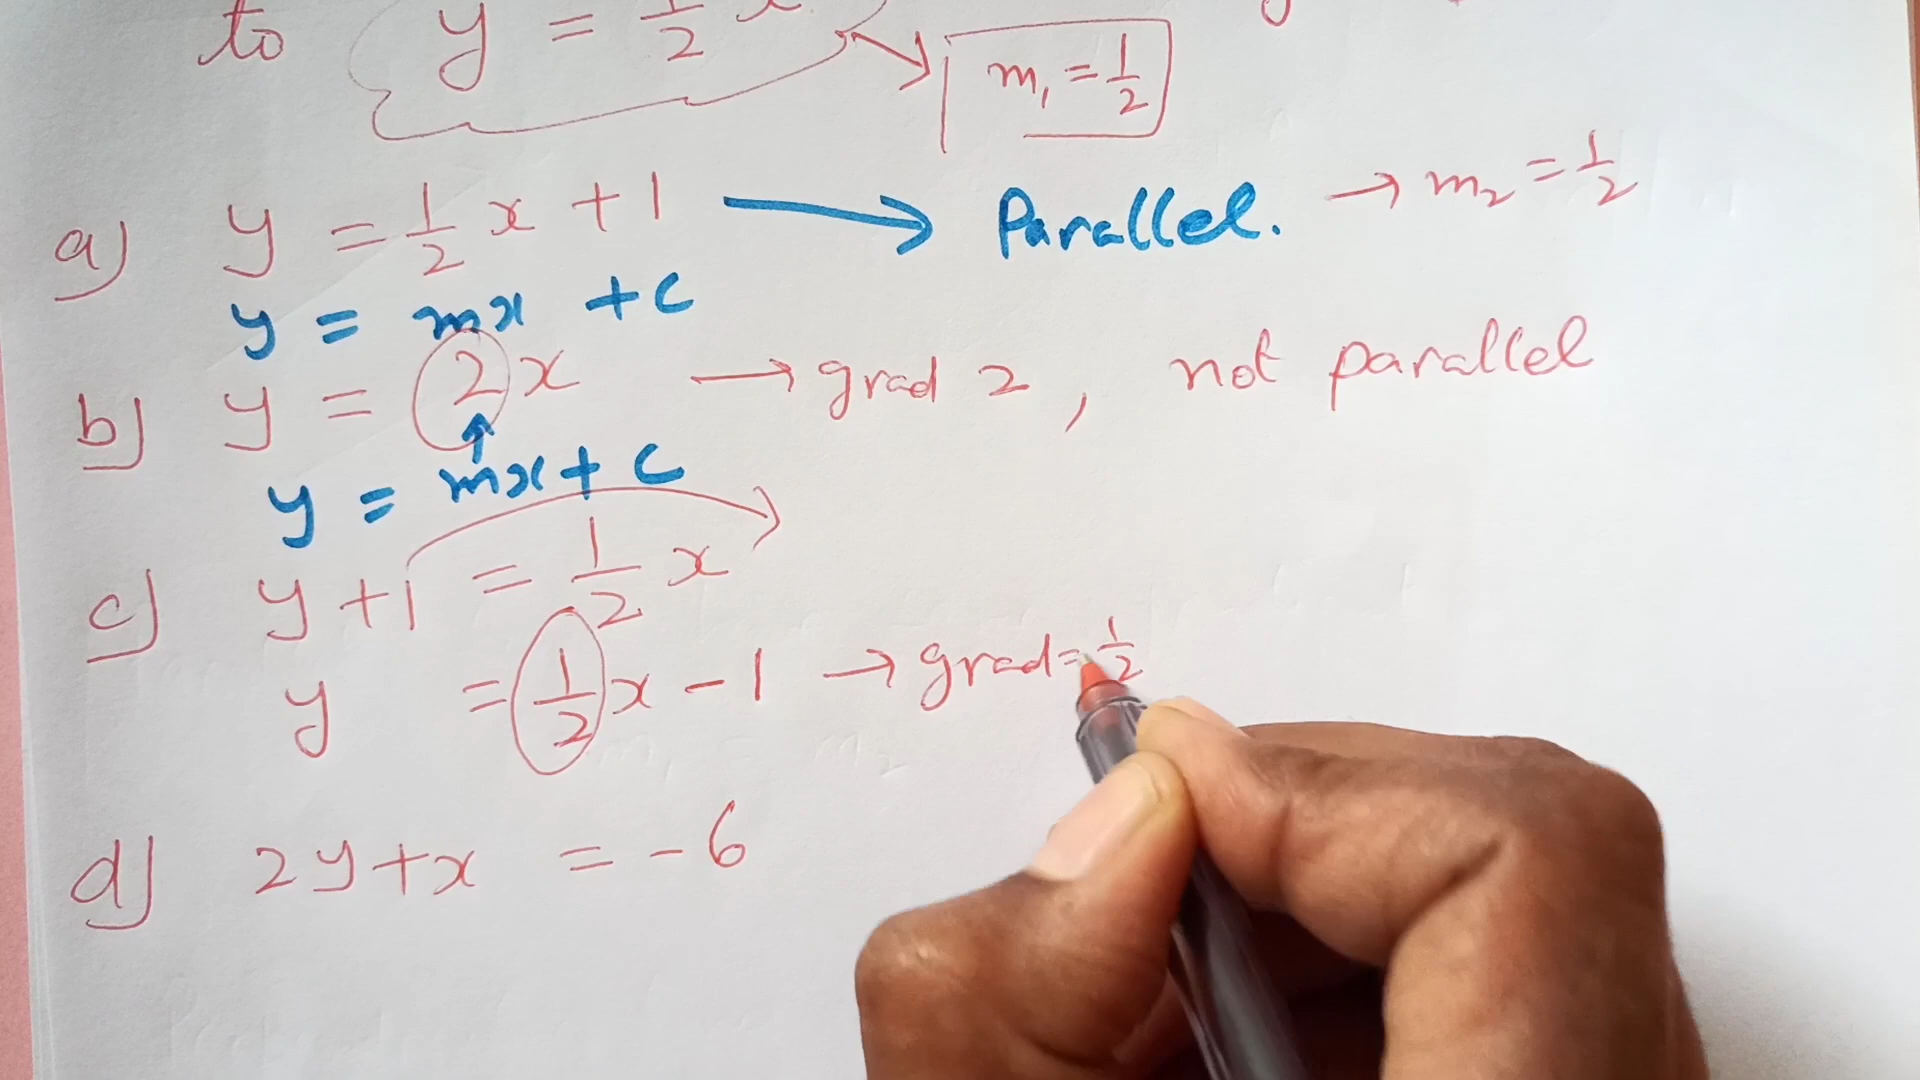 to y = 1/2 x
m₁ = 1/2
a) y = 1/2 x + 1 → Parallel. → m₂ = 1/2
y = mx + c
b) y = 2x → grad 2, not parallel
y = mx + c
c) y + 1 = 1/2 x
y = 1/2 x - 1 → grad = 1/2
d) 2y + x = -6